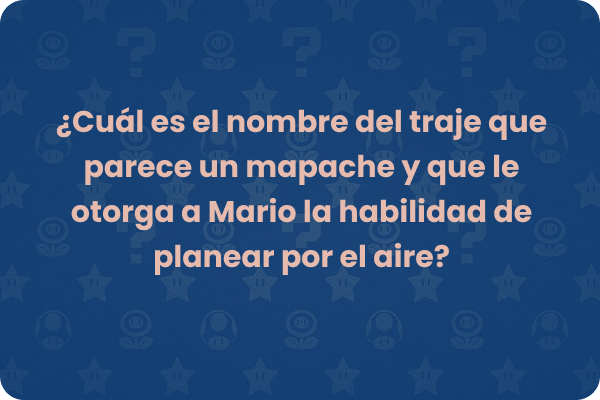 ¿Cuál es el nombre del traje que
parece un mapache y que le
otorga a Mario la habilidad de
planear por el aire?